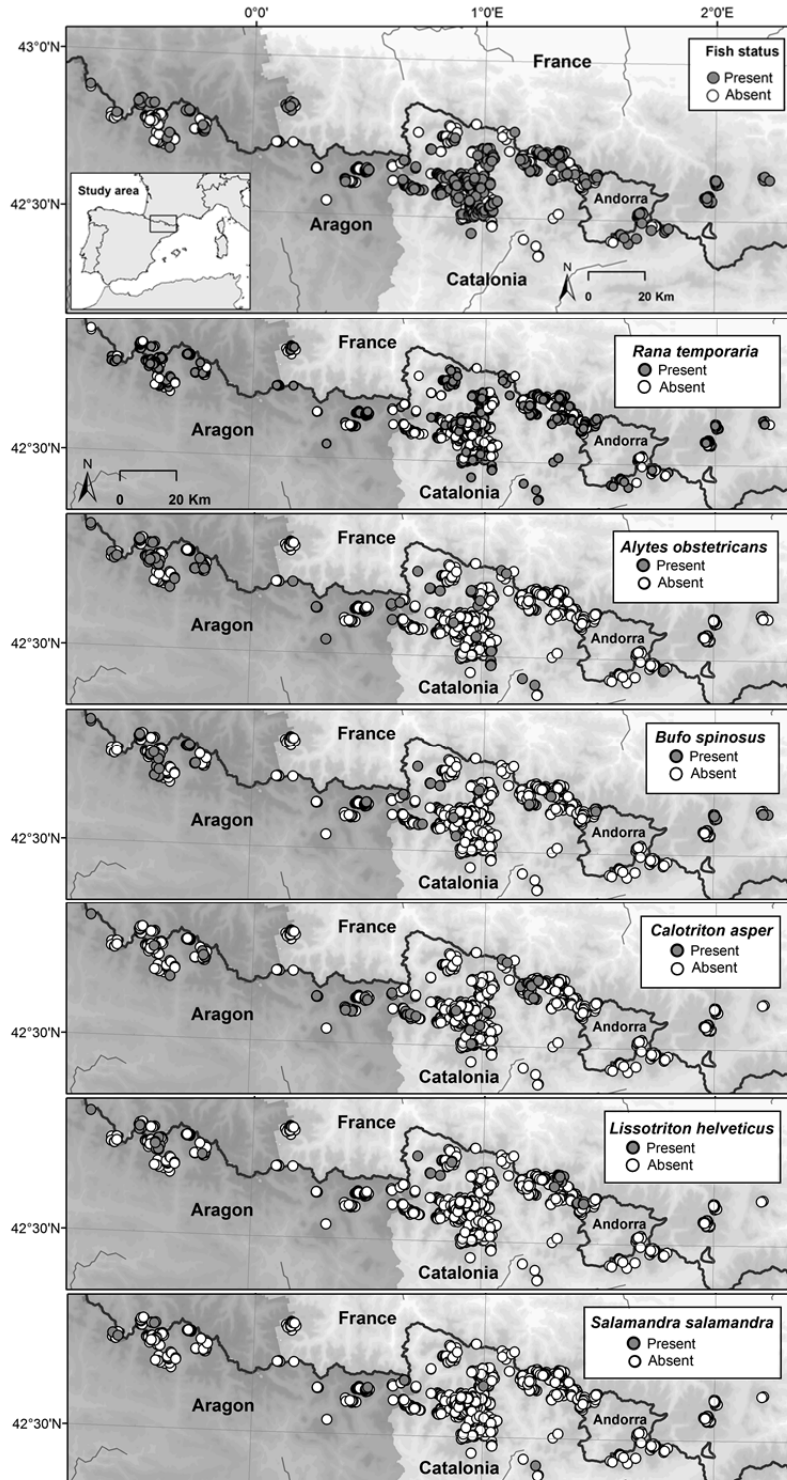 0°0' 1°0'E 2°0'E
43°0'N
France
Fish status
Present
Absent
42°30'N
Study area
Aragon
Andorra
Catalonia
N
0 20 Km
France
Rana temporaria
Present
Absent
42°30'N
Aragon
Andorra
N
0 20 Km
Catalonia
France
Alytes obstetricans
Present
Absent
42°30'N
Aragon
Andorra
Catalonia
France
Bufo spinosus
Present
Absent
42°30'N
Aragon
Andorra
Catalonia
France
Calotriton asper
Present
Absent
42°30'N
Aragon
Andorra
Catalonia
France
Lissotriton helveticus
Present
Absent
42°30'N
Aragon
Andorra
Catalonia
France
Salamandra salamandra
Present
Absent
42°30'N
Aragon
Andorra
Catalonia